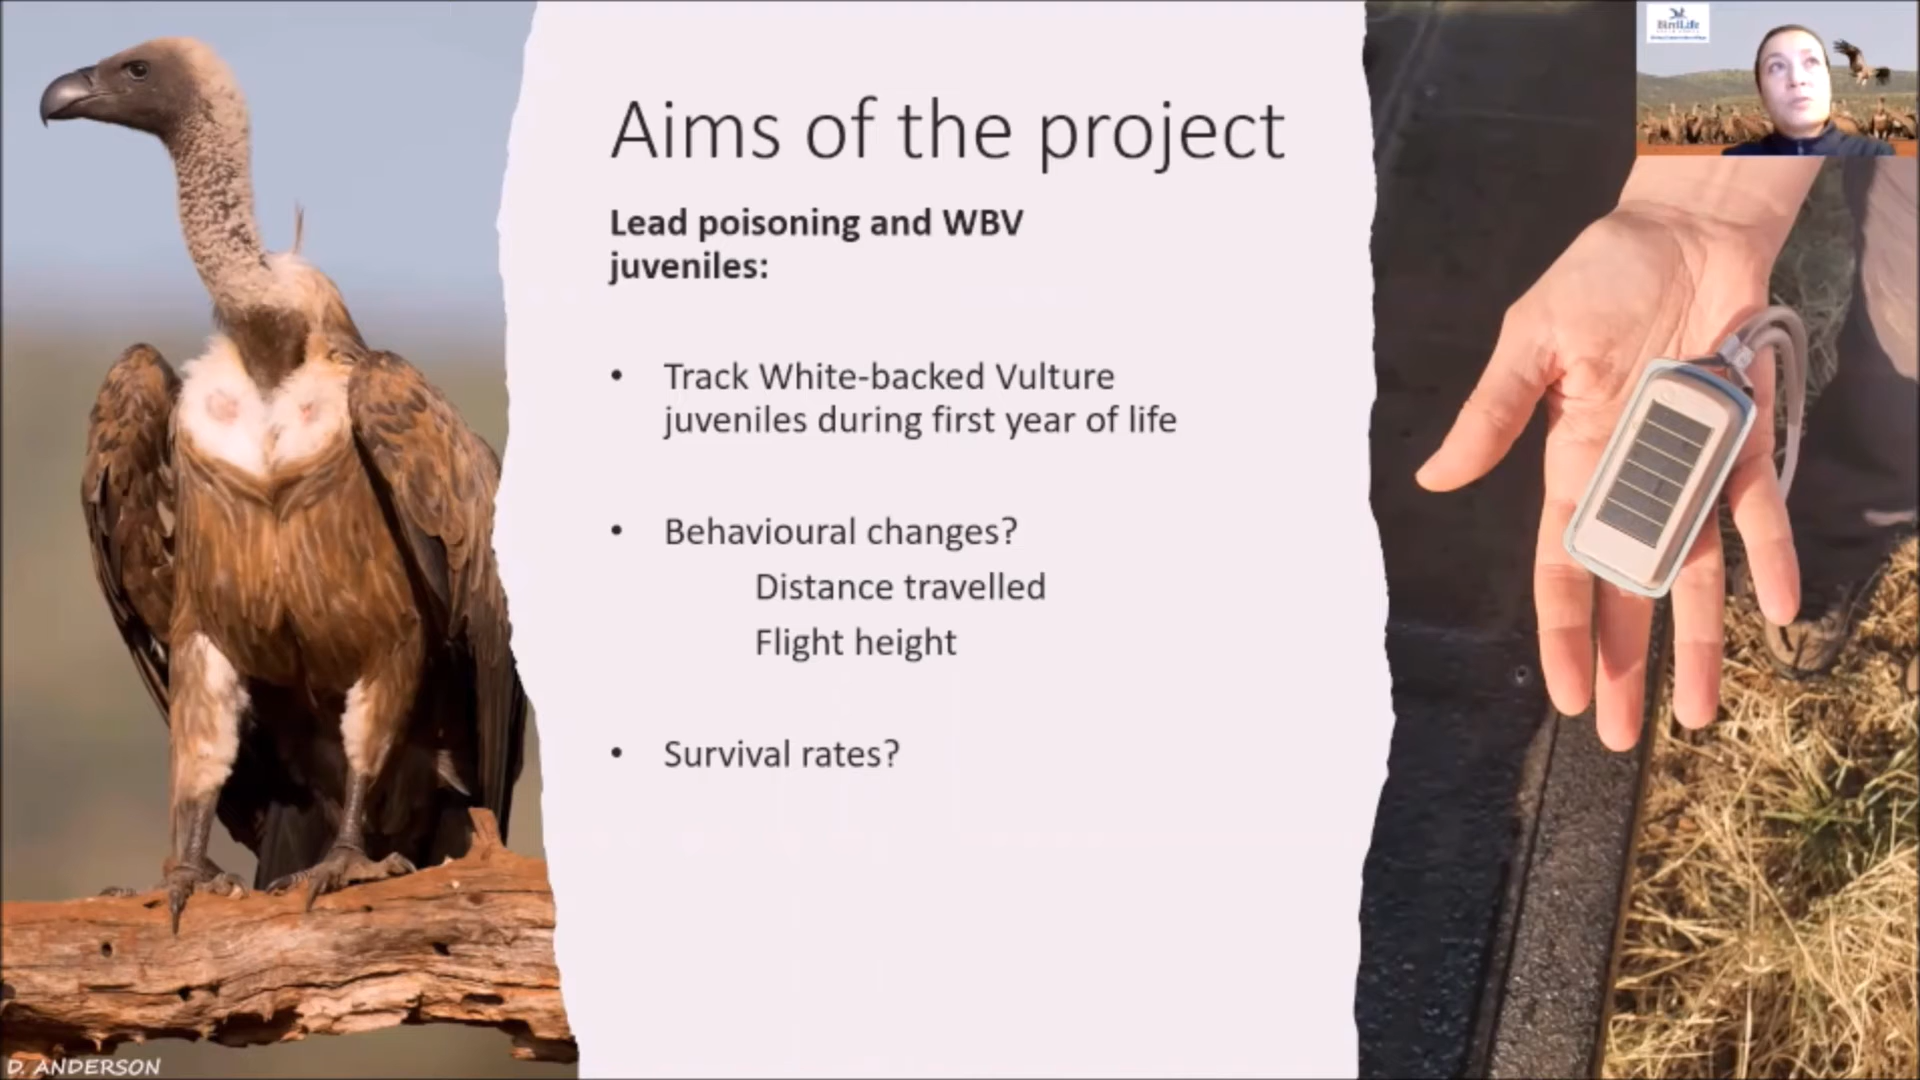 BirdLife
Aims of the project
Lead poisoning and WBV
juveniles:
• Track White-backed Vulture
juveniles during first year of life
• Behavioural changes?
Distance travelled
Flight height
• Survival rates?
D. ANDERSON